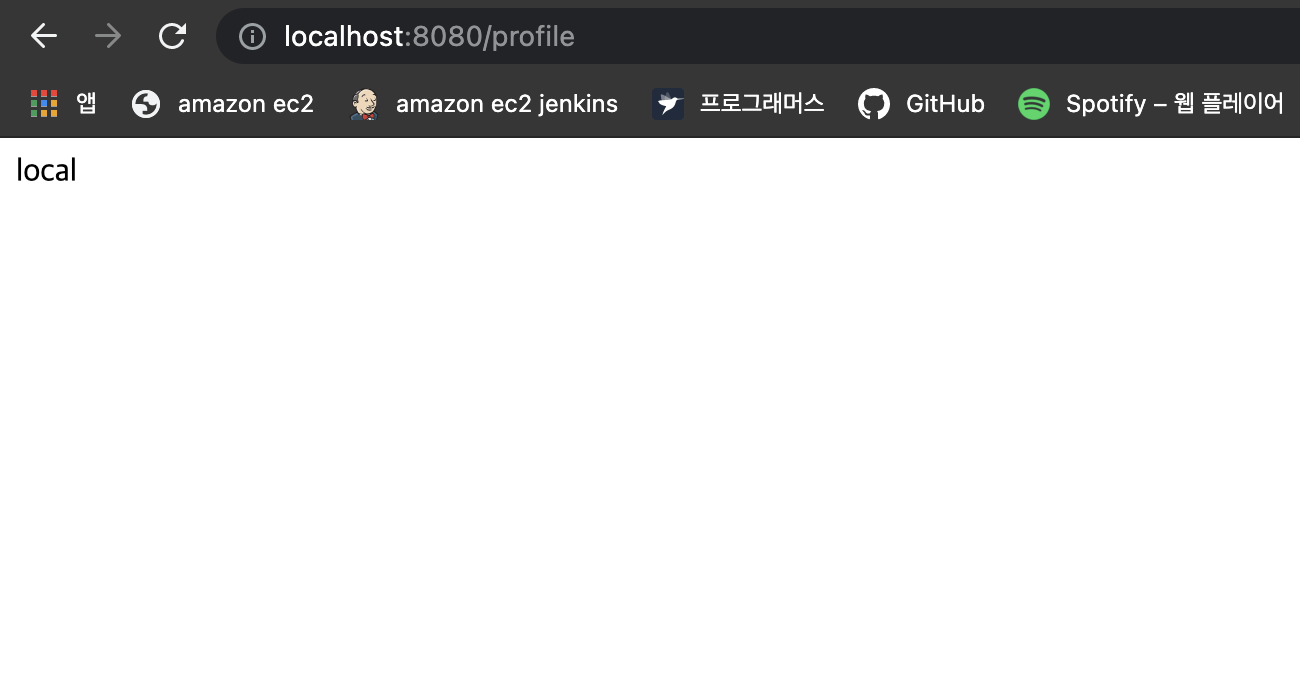 localhost:8080/profile
앱 amazon ec2 amazon ec2 jenkins 프로그래머스 GitHub Spotify – 웹 플레이어
local